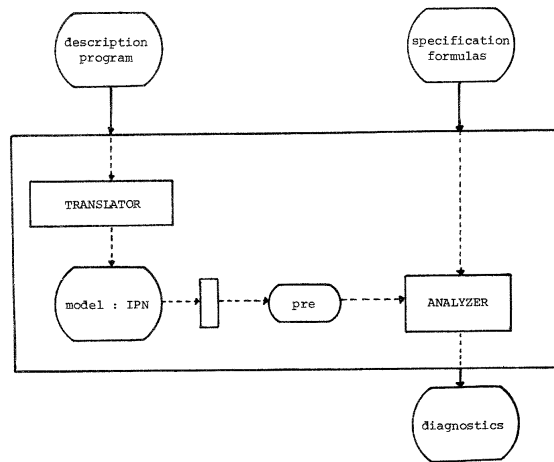 description
program
specification
formulas
TRANSLATOR
model : IPN
pre
ANALYZER
diagnostics